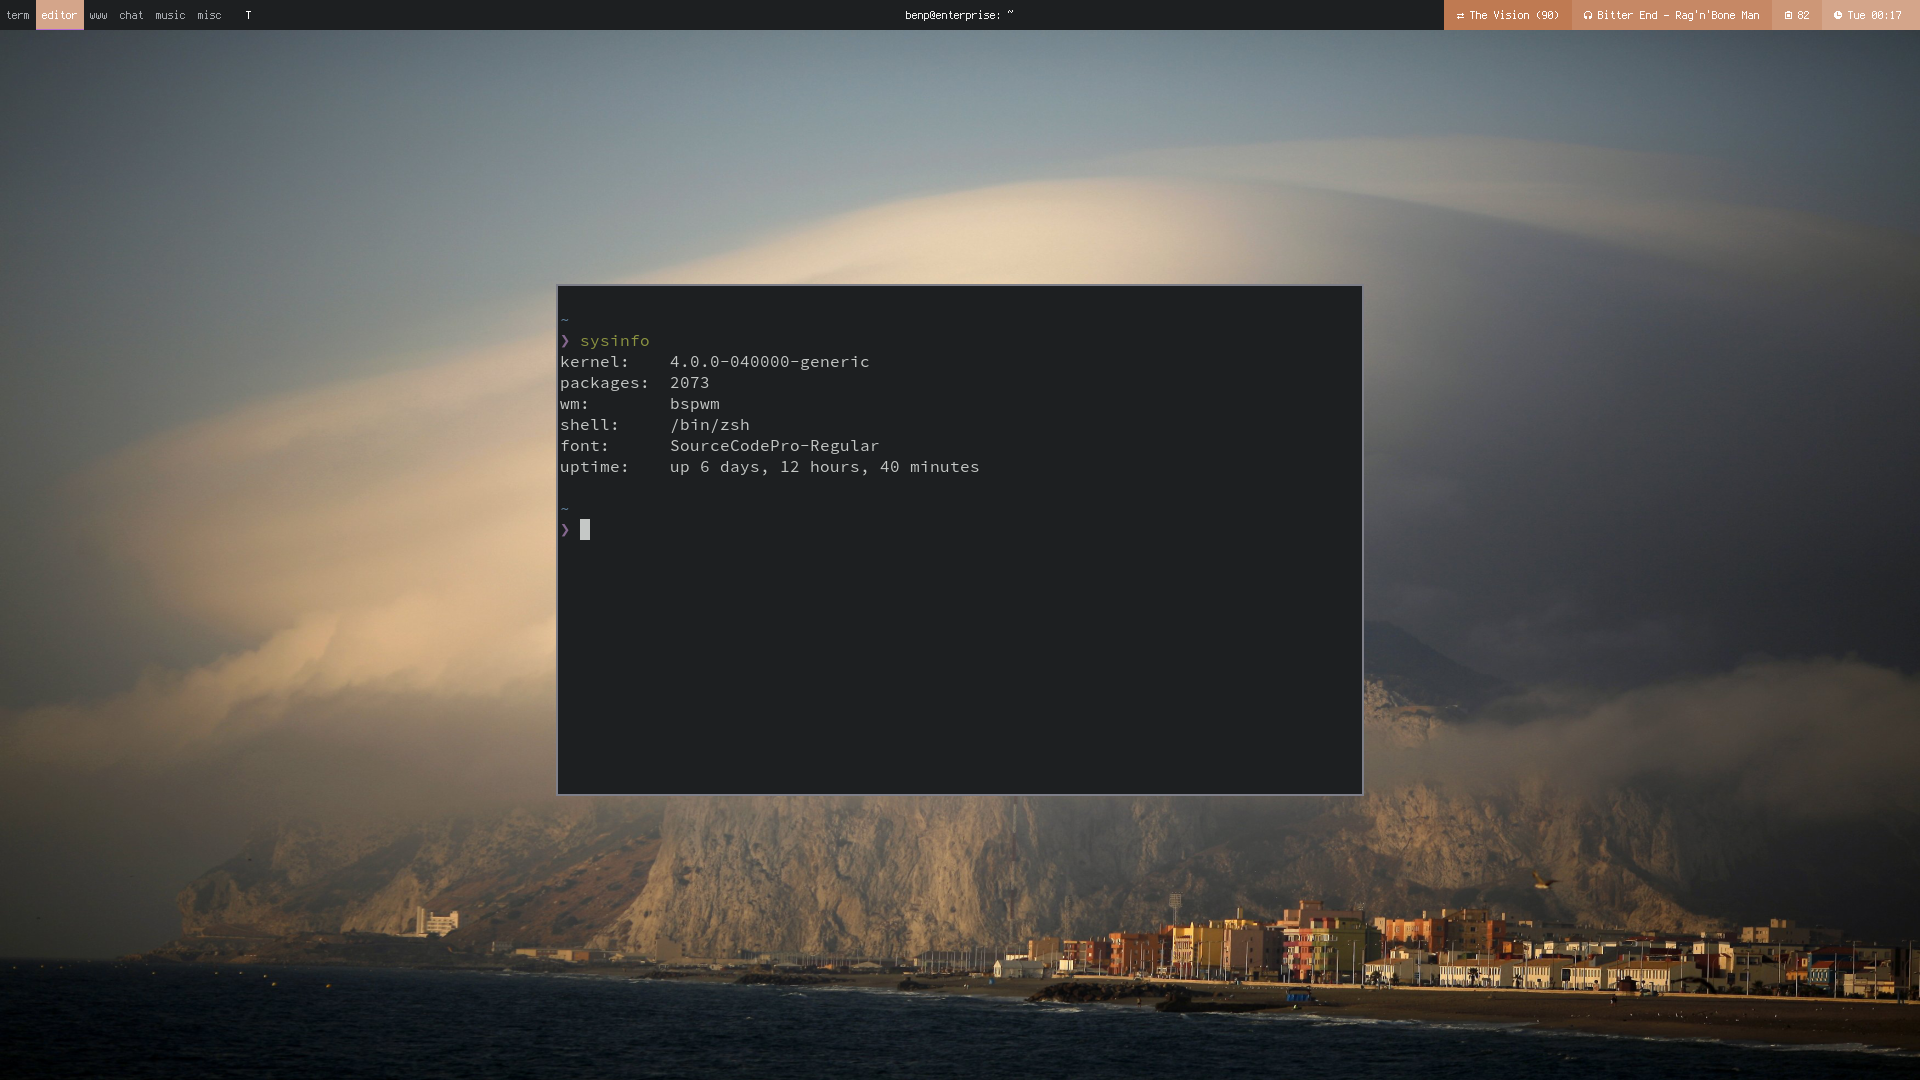 term editor www chat music misc T benp@enterprise: ~ ⇄ The Vision (90) Bitter End - Rag'n'Bone Man 82 Tue 00:17
~
❯ sysinfo
kernel: 4.0.0-040000-generic
packages: 2073
wm: bspwm
shell: /bin/zsh
font: SourceCodePro-Regular
uptime: up 6 days, 12 hours, 40 minutes
~
❯